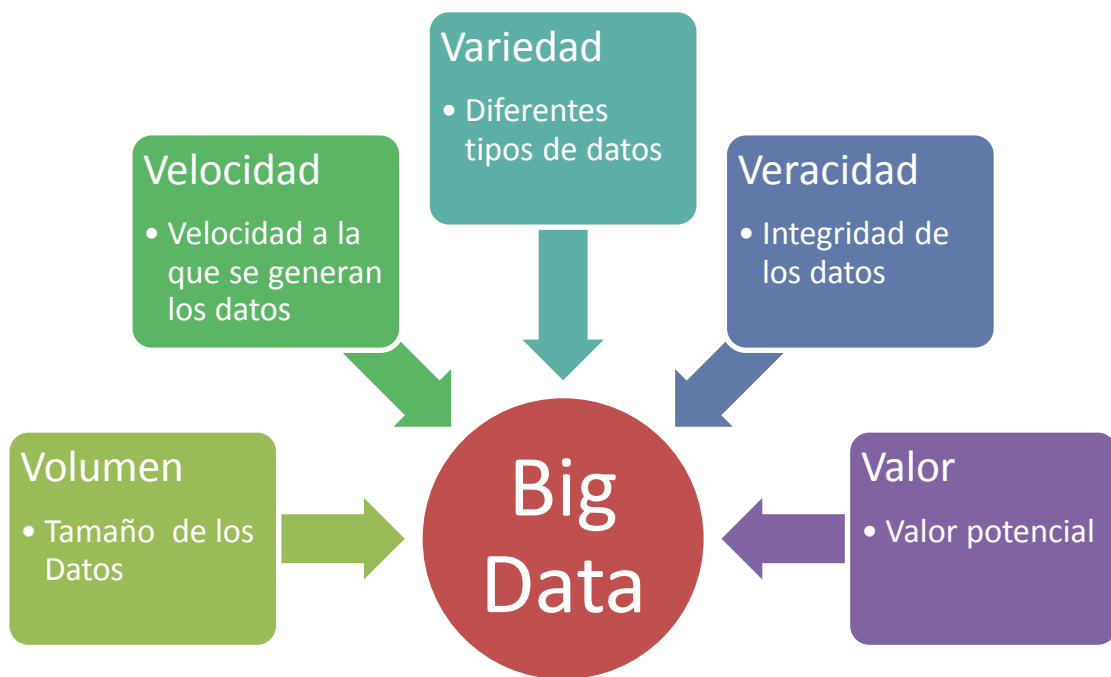 Variedad
• Diferentes
tipos de datos
Velocidad
• Velocidad a la
que se generan
los datos
Veracidad
• Integridad de
los datos
Volumen
• Tamaño  de los
Datos
Big
Data
Valor
• Valor potencial